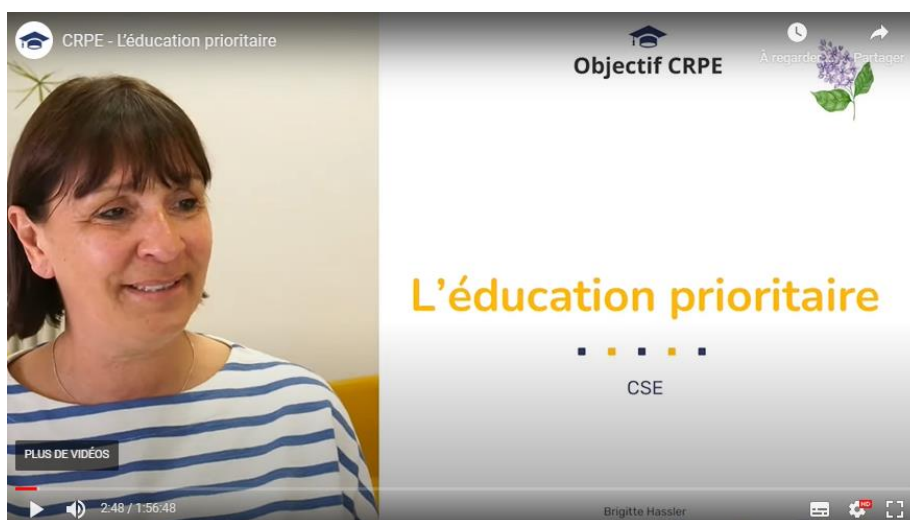 CRPE - L'éducation prioritaire
Objectif CRPE
À regarder ...
Partager
L'éducation prioritaire
CSE
PLUS DE VIDÉOS
2:48 / 1:56:48
Brigitte Hassler
HD